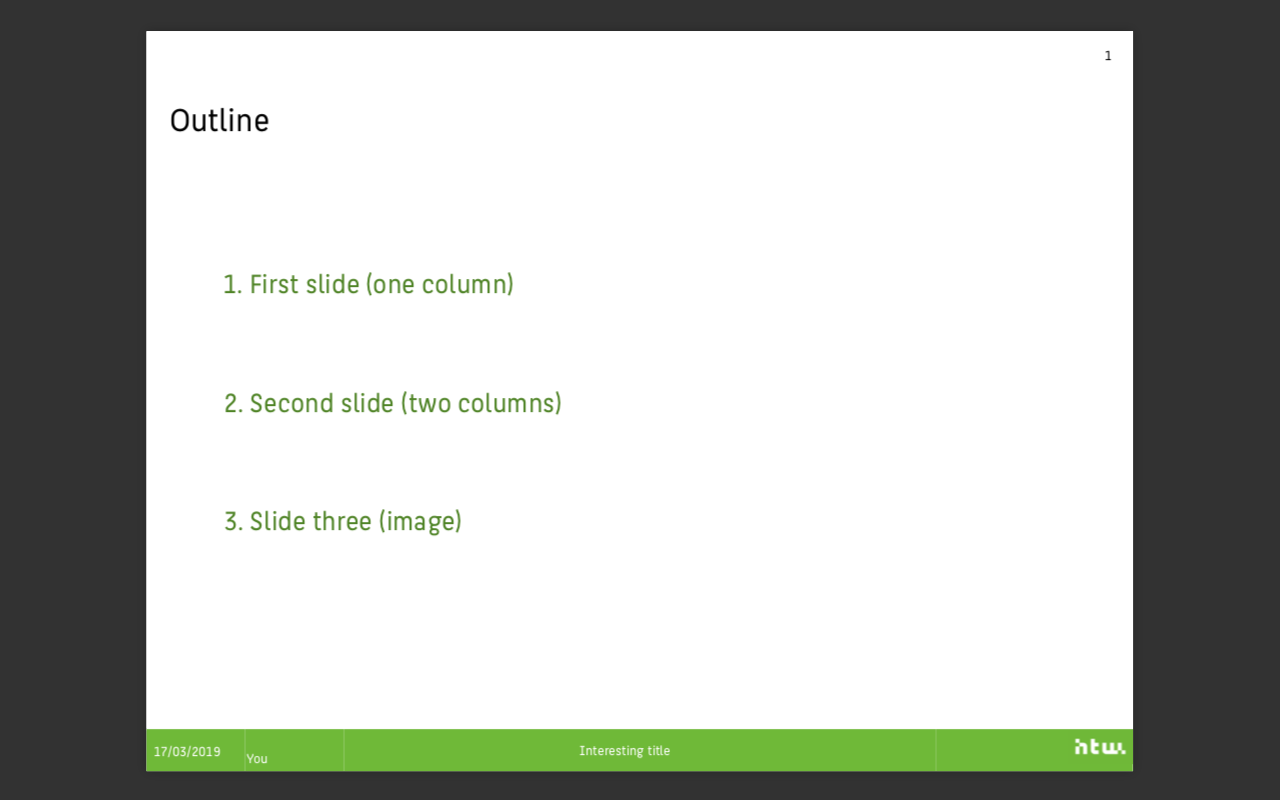 1
Outline
1. First slide (one column)
2. Second slide (two columns)
3. Slide three (image)
17/03/2019
You
Interesting title
htw.